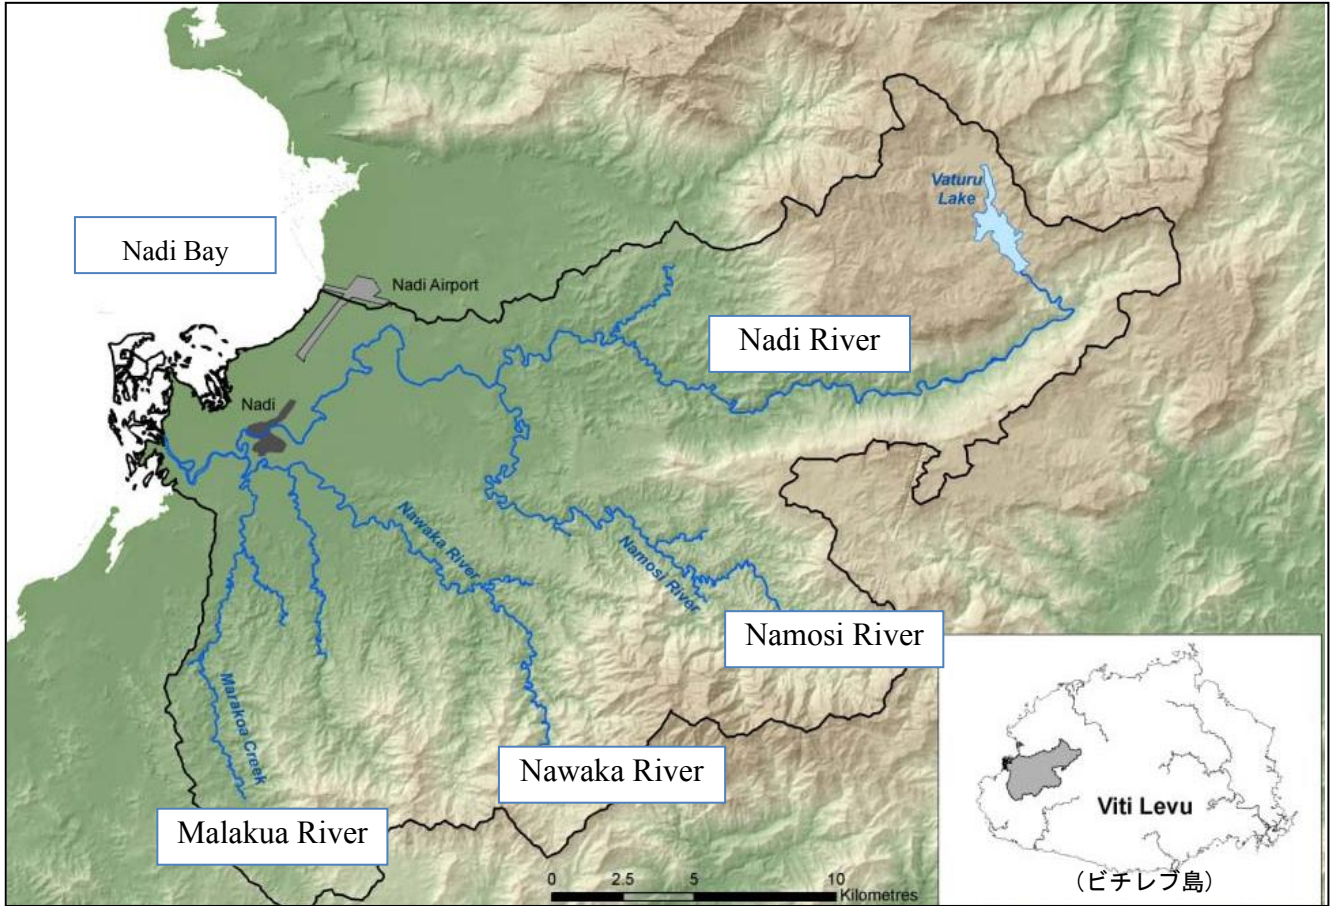 Vaturu
Lake
Nadi Bay
Nadi Airport
Nadi River
Nadi
Nawaka River
Namosi River
Namosi River
Marakoa Creek
Nawaka River
Malakua River
Viti Levu
(ビチレブ島)
0 2.5 5 10
Kilometres